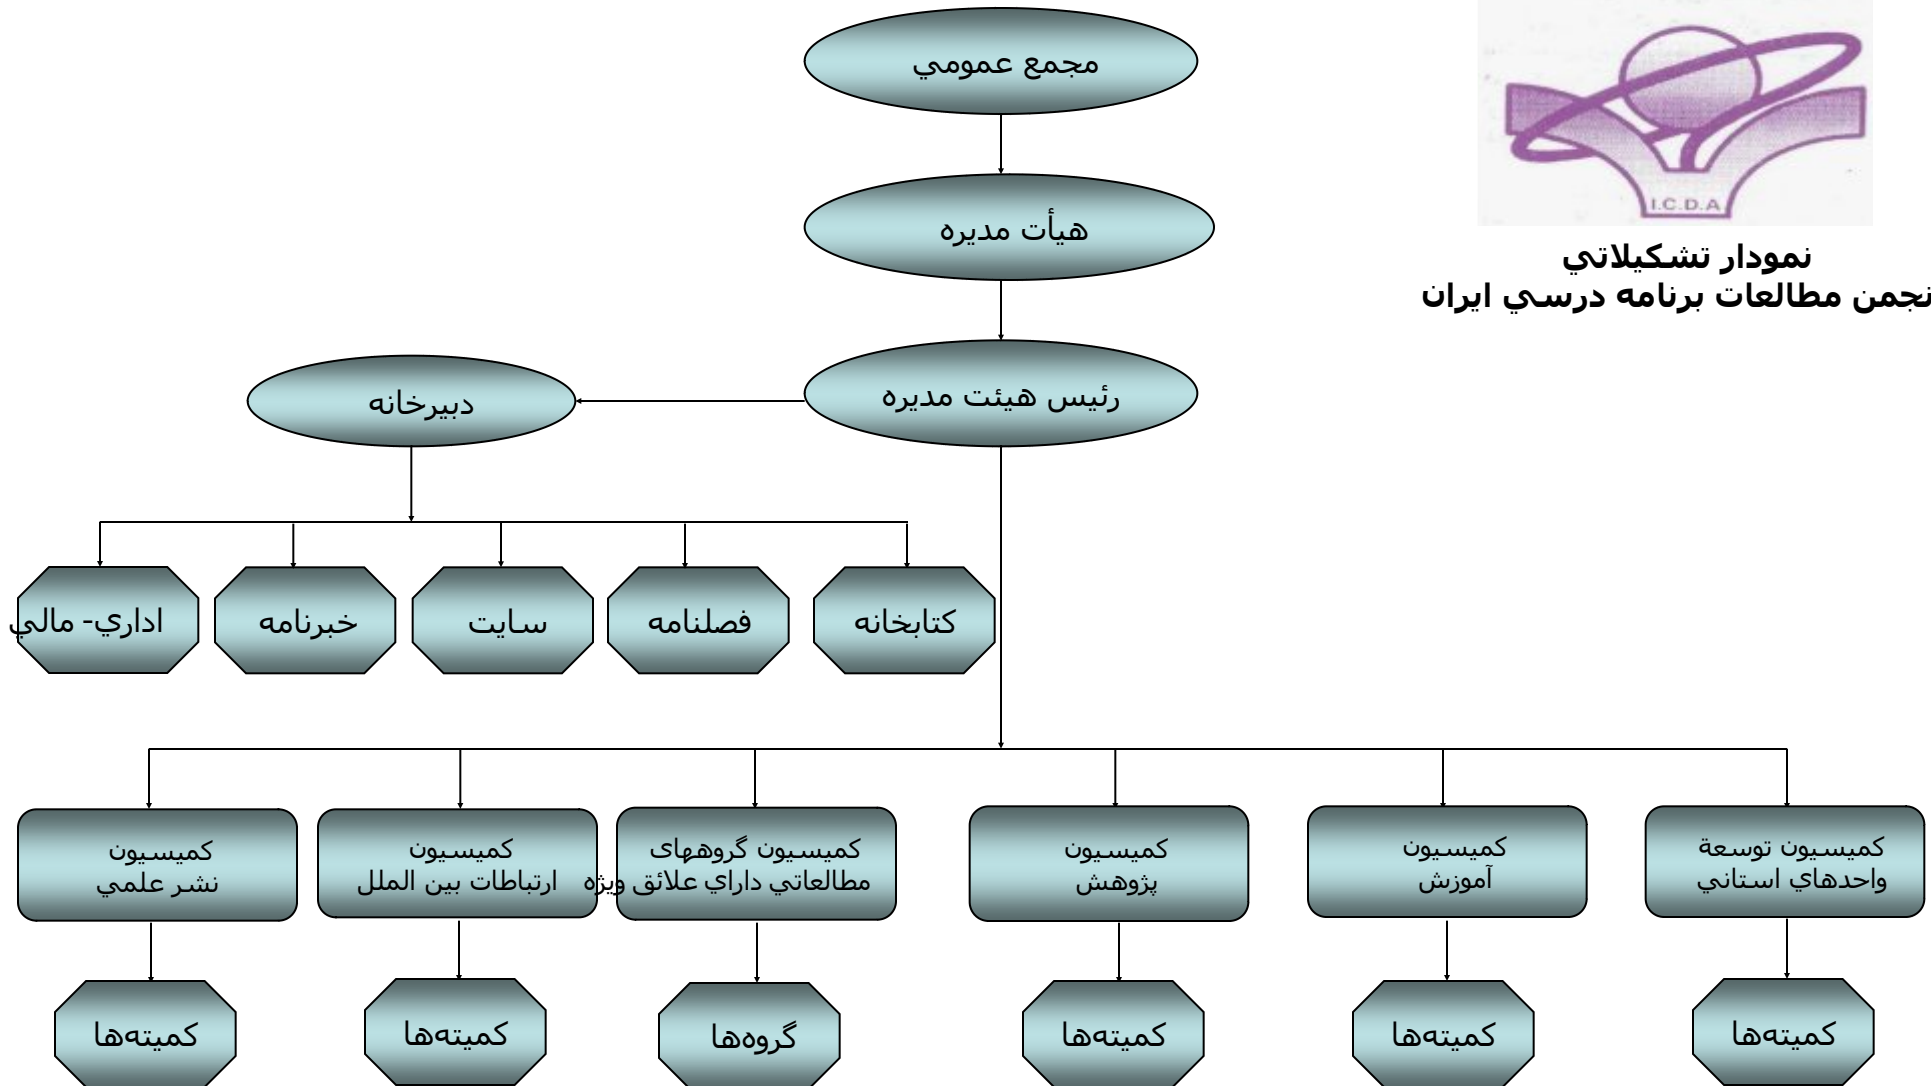 مجمع عمومي
I.C.D.A
هيأت مديره
نمودار تشكيلاتي
نجمن مطالعات برنامه درسي ايران
رئيس هيئت مديره
دبيرخانه
كتابخانه
فصلنامه
سايت
خبرنامه
اداري- مالي
كميسيون توسعة
واحدهاي استاني
كميسيون
آموزش
كميسيون
پژوهش
كميسيون گروههای
مطالعاتي داراي علائق ويژه
كميسيون
ارتباطات بين الملل
كميسيون
نشر علمي
كميته‌ها
كميته‌ها
كميته‌ها
گروه‌ها
كميته‌ها
كميته‌ها